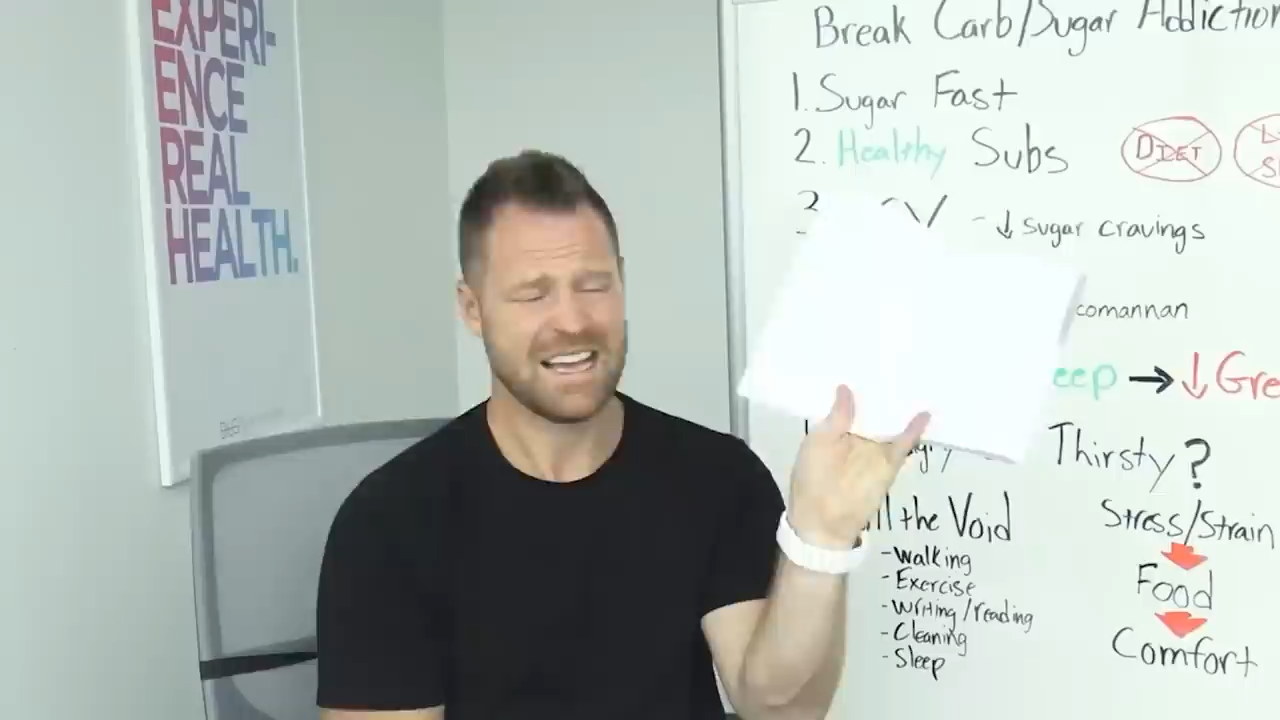 EXPERI-
ENCE
REAL
HEALTH.
Break Carb/Sugar Addiction
1. Sugar Fast
2. Healthy Subs DIET
- ↓ sugar cravings
comannan
eep → ↓ Gre
Thirsty?
the Void
- Walking
- Exercise
- Writing/reading
- Cleaning
- Sleep
Stress/Strain
Food
Comfort